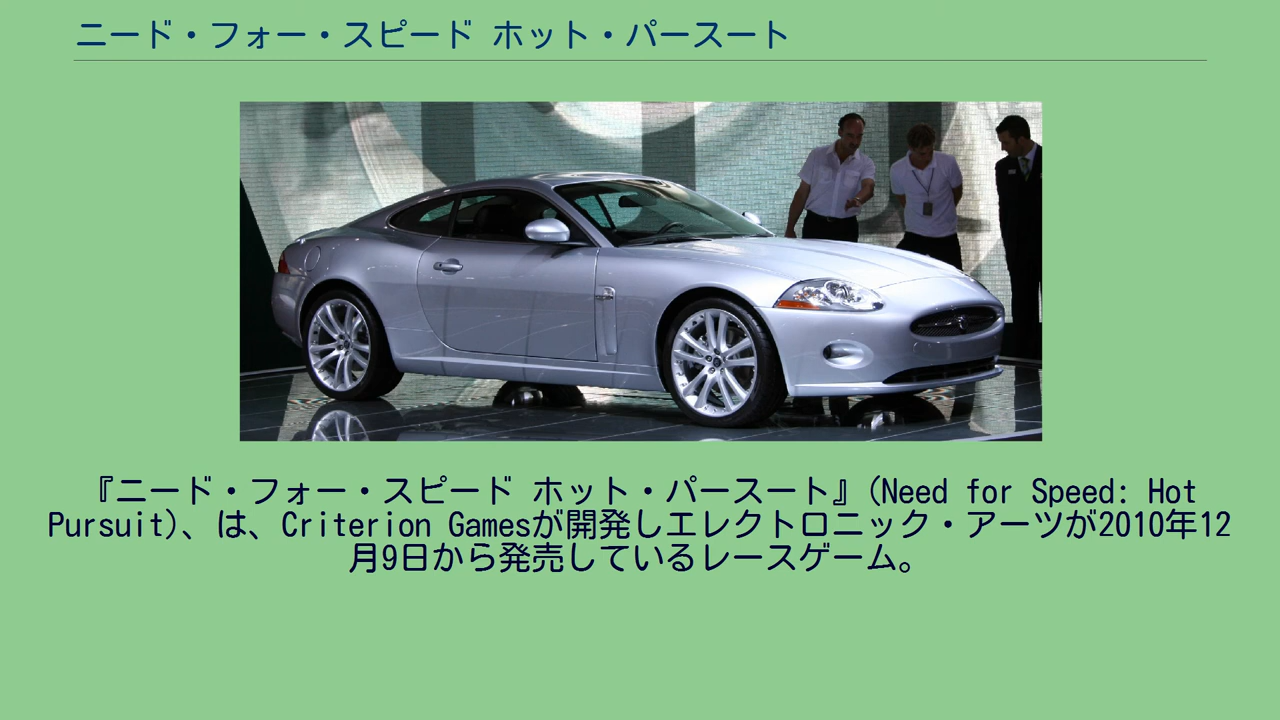 ニード・フォー・スピード ホット・パースート
『ニード・フォー・スピード ホット・パースート』(Need for Speed: Hot
Pursuit)、は、Criterion Gamesが開発しエレクトロニック・アーツが2010年12
月9日から発売しているレースゲーム。